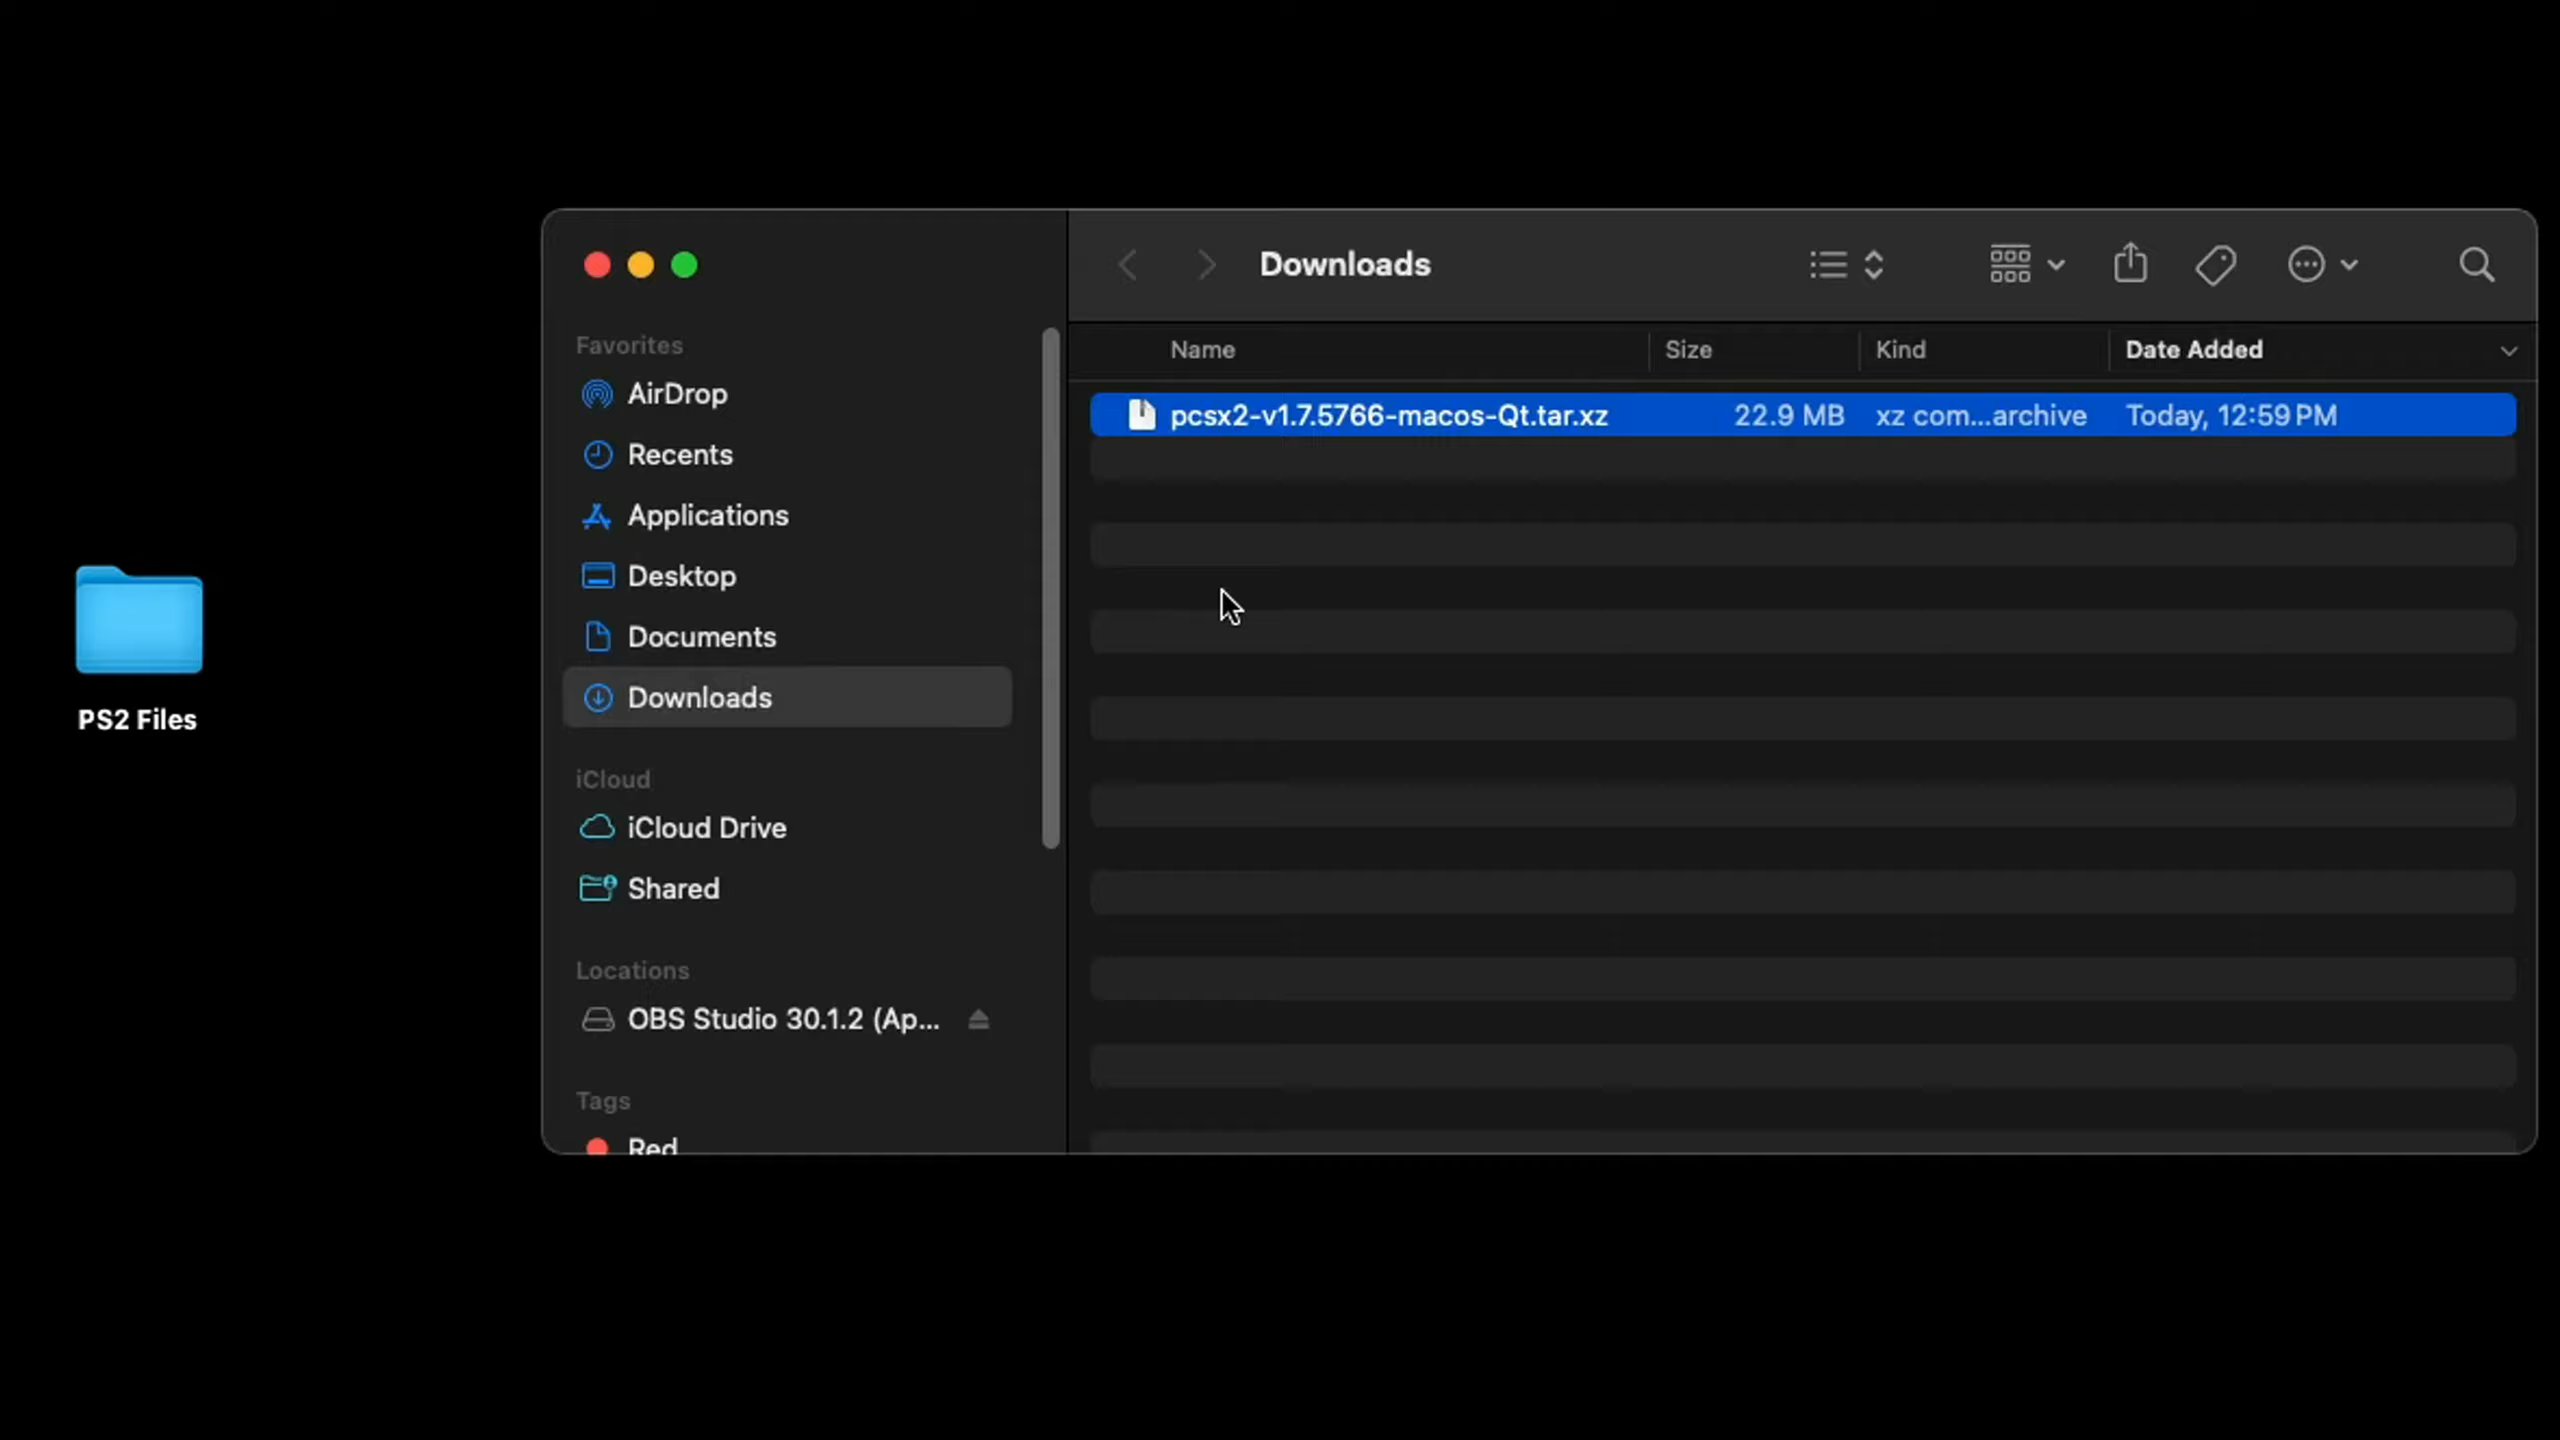 Downloads
Favorites
AirDrop
Recents
Applications
Desktop
Documents
Downloads
iCloud
iCloud Drive
Shared
Locations
OBS Studio 30.1.2 (Ap...
Tags
Red
Name Size Kind Date Added
pcsx2-v1.7.5766-macos-Qt.tar.xz 22.9 MB xz com...archive Today, 12:59 PM
PS2 Files